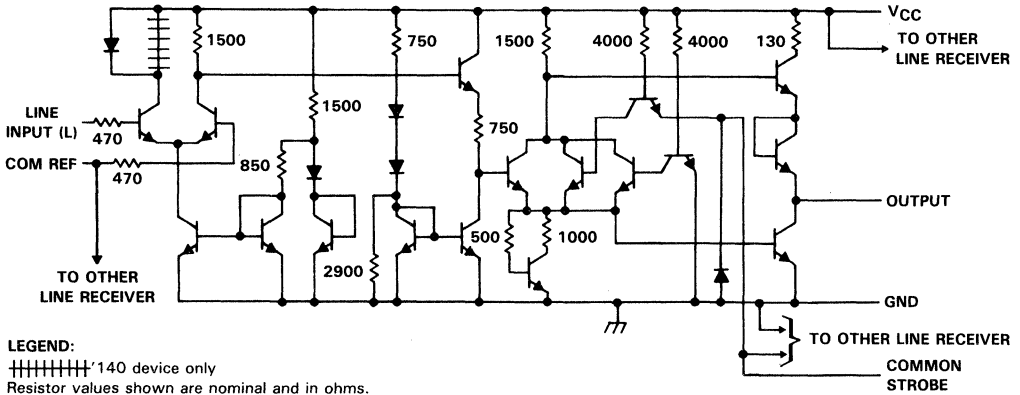 VCC
TO OTHER
LINE RECEIVER
1500
750
1500
4000
4000
130
1500
750
LINE
INPUT (L)
470
COM REF
470
850
OUTPUT
500
1000
2900
TO OTHER
LINE RECEIVER
GND
TO OTHER LINE RECEIVER
COMMON
STROBE
LEGEND:
'140 device only
Resistor values shown are nominal and in ohms.